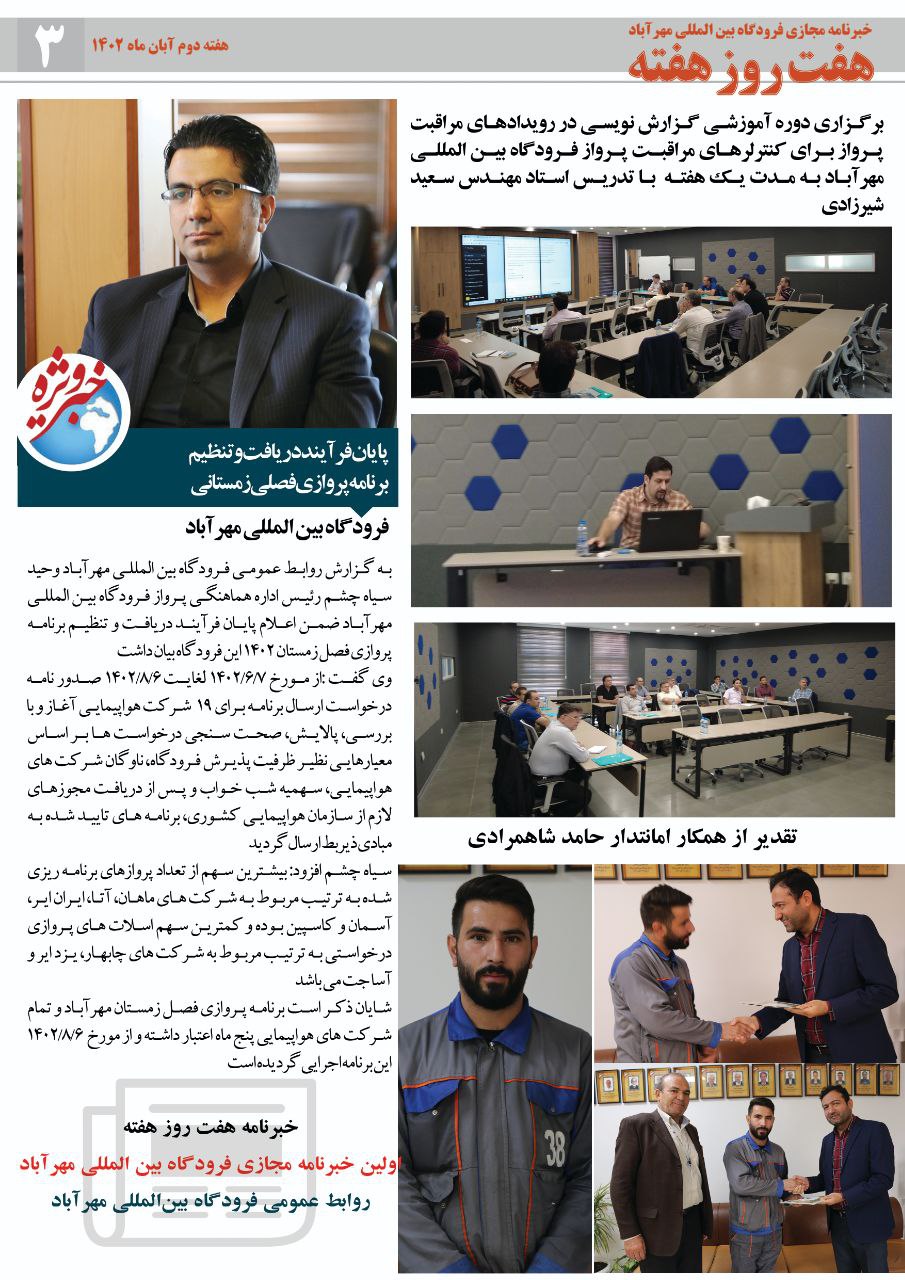 خبرنامه مجازی فرودگاه بین المللی مهرآباد
هفت روز هفته
هفته دوم آبان ماه ۱۴۰۲
۳
برگزاری دوره آموزشی گزارش نویسی در رویدادهای مراقبت
پرواز برای کنترلرهای مراقبت پرواز فرودگاه بین المللی
مهرآباد به مدت یک هفته با تدریس استاد مهندس سعید
شیرزادی
تقدیر از همکار امانتدار حامد شاهمرادی
38
خبر ویژه
پایان فرآیند دریافت و تنظیم
برنامه پروازی فصلی زمستانی
فرودگاه بین المللی مهرآباد
به گزارش روابط عمومی فرودگاه بین المللی مهرآباد وحید
سیاه چشم رئیس اداره هماهنگی پرواز فرودگاه بین المللی
مهرآباد ضمن اعلام پایان فرآیند دریافت و تنظیم برنامه
پروازی فصل زمستان ۱۴۰۲ این فرودگاه بیان داشت
وی گفت :از مورخ ۱۴۰۲/۶/۷ لغایت ۱۴۰۲/۸/۶ صدور نامه
درخواست ارسال برنامه برای ۱۹ شرکت هواپیمایی آغاز و با
بررسی، پالایش، صحت سنجی درخواست ها بر اساس
معیارهایی نظیر ظرفیت پذیرش فرودگاه، ناوگان شرکت های
هواپیمایی، سهمیه شب خواب و پس از دریافت مجوزهای
لازم از سازمان هواپیمایی کشوری، برنامه های تایید شده به
مبادی ذیربط ارسال گردید
سیاه چشم افزود: بیشترین سهم از تعداد پروازهای برنامه ریزی
شده به ترتیب مربوط به شرکت های ماهان، آتا، ایران ایر،
آسمان و کاسپین بوده و کمترین سهم اسلات های پروازی
درخواستی به ترتیب مربوط به شرکت های چابهار، یزد ایر و
آسا جت می باشد
شایان ذکر است برنامه پروازی فصل زمستان مهرآباد و تمام
شرکت های هواپیمایی پنج ماه اعتبار داشته و از مورخ ۱۴۰۲/۸/۶
این برنامه اجرایی گردیده است
خبرنامه هفت روز هفته
اولین خبرنامه مجازی فرودگاه بین المللی مهرآباد
روابط عمومی فرودگاه بین‌المللی مهرآباد